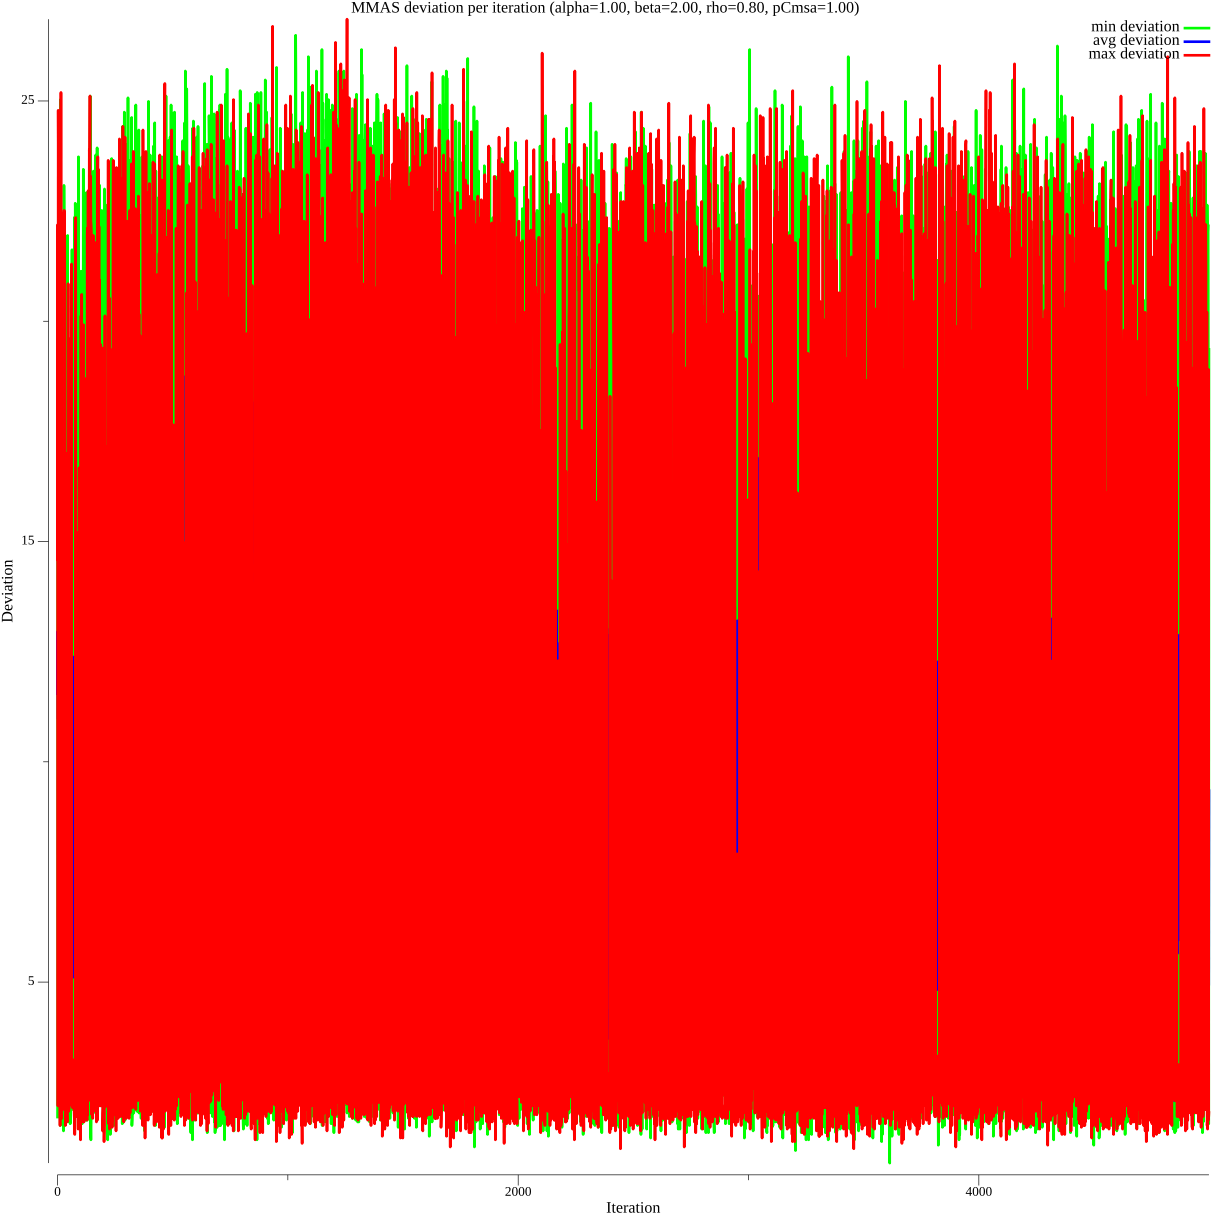 MMAS deviation per iteration (alpha=1.00, beta=2.00, rho=0.80, pCmsa=1.00)
min deviation
avg deviation
max deviation
25
15
5
Deviation
0
2000
4000
Iteration